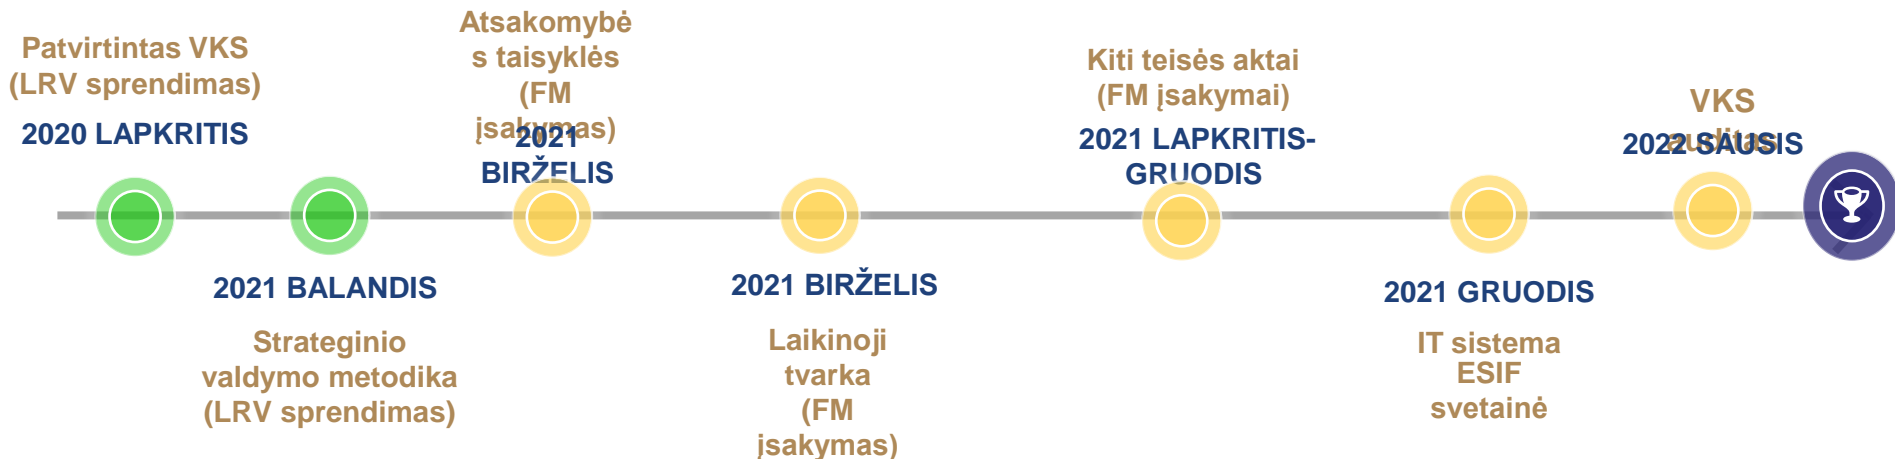 Patvirtintas VKS
(LRV sprendimas)
2020 LAPKRITIS
2021 BALANDIS
Strateginio
valdymo metodika
(LRV sprendimas)
Atsakomybė
s taisyklės
(FM
įsakymas)
2021
BIRŽELIS
2021 BIRŽELIS
Laikinoji
tvarka
(FM
įsakymas)
Kiti teisės aktai
(FM įsakymai)
2021 LAPKRITIS-
GRUODIS
2021 GRUODIS
IT sistema
ESIF
svetainė
VKS
auditas
2022 SAUSIS